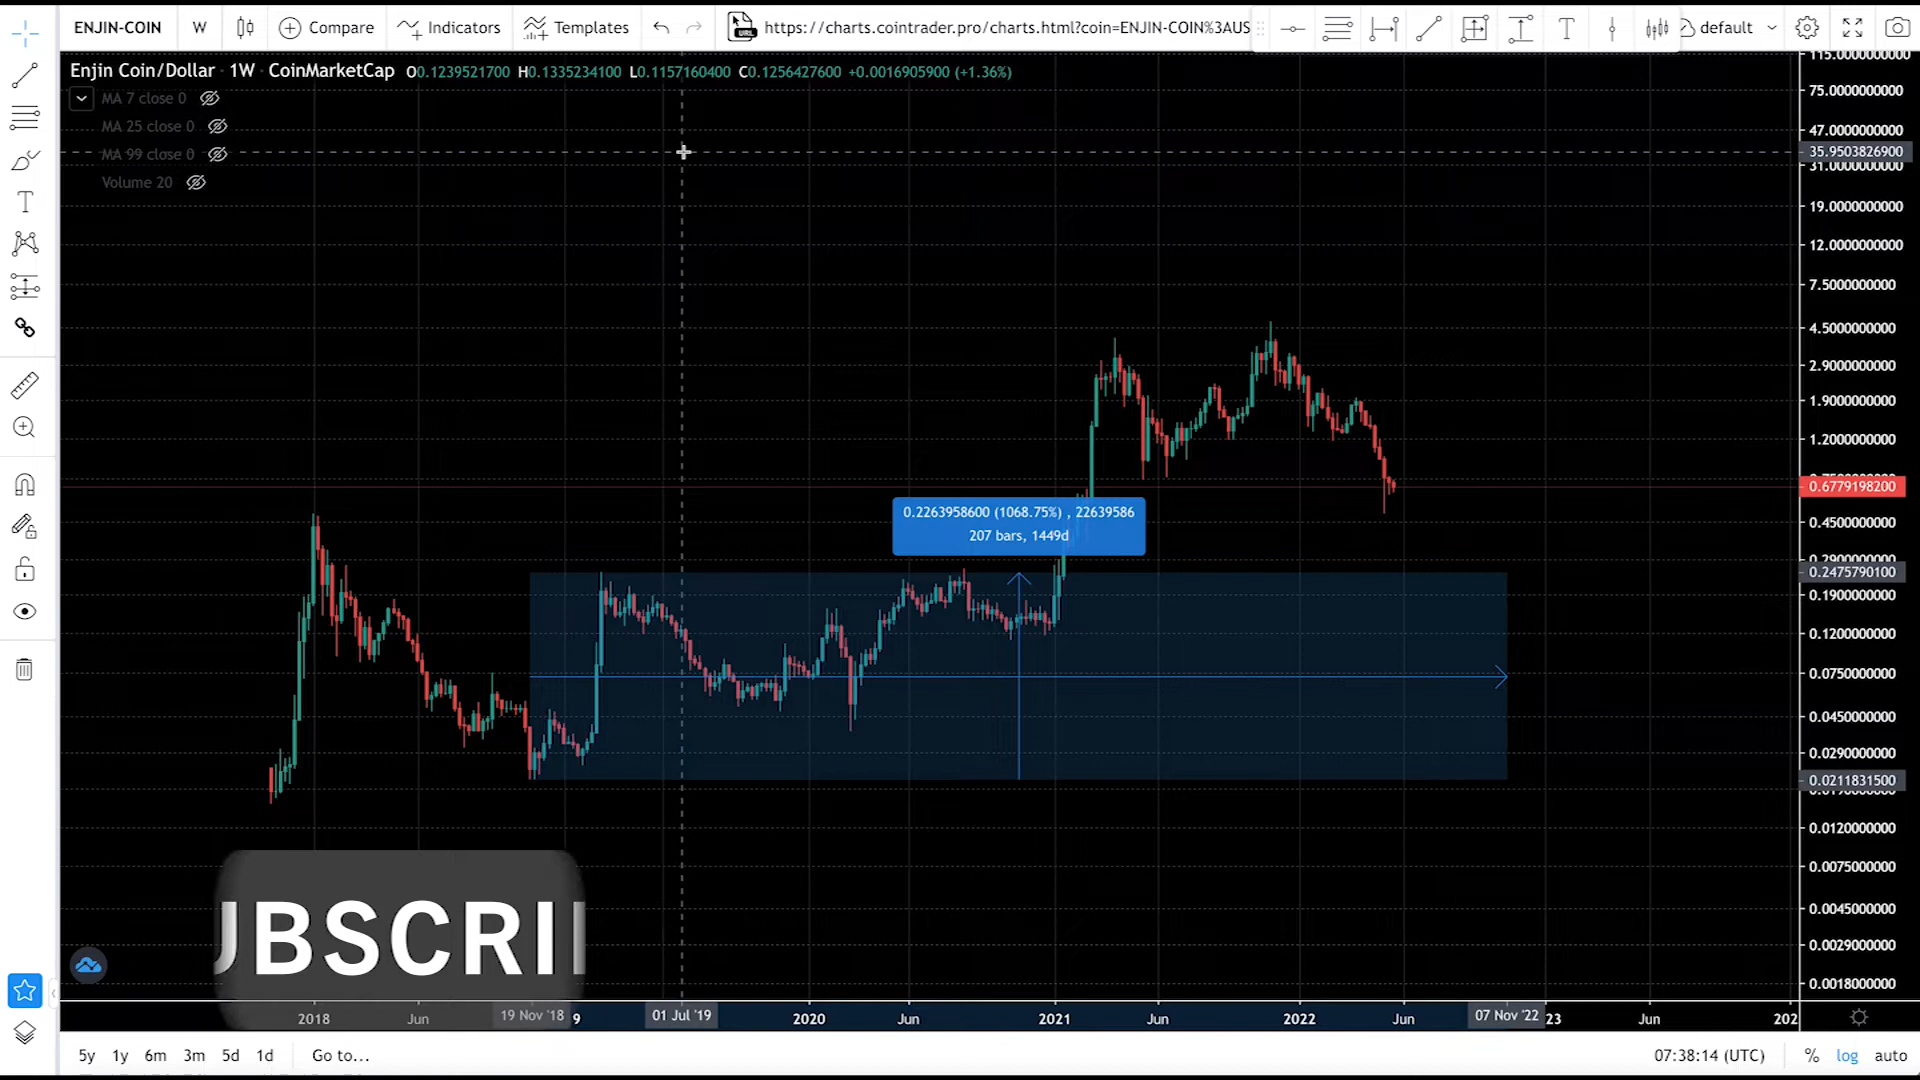 ENJIN-COIN W Compare Indicators Templates https://charts.cointrader.pro/charts.html?coin=ENJIN-COIN%3AUS T default
Enjin Coin/Dollar · 1W · CoinMarketCap O0.1239521700 H0.1335234100 L0.1157160400 C0.1256427600 +0.0016905900 (+1.36%)
MA 7 close 0
MA 25 close 0
MA 99 close 0
Volume 20
115.0000000000
75.0000000000
47.0000000000
35.9503826900
31.0000000000
19.0000000000
12.0000000000
7.5000000000
4.5000000000
2.9000000000
1.9000000000
1.2000000000
0.6779198200
0.4500000000
0.2900000000
0.2475790100
0.1900000000
0.1200000000
0.0750000000
0.0450000000
0.0290000000
0.0211831500
0.0120000000
0.0075000000
0.0045000000
0.0029000000
0.0018000000
0.2263958600 (1068.75%) , 22639586
207 bars, 1449d
UBSCRI
2018 Jun 19 Nov '18 9 01 Jul '19 2020 Jun 2021 Jun 2022 Jun 07 Nov '22 23 Jun 202
5y 1y 6m 3m 5d 1d Go to... 07:38:14 (UTC) % log auto